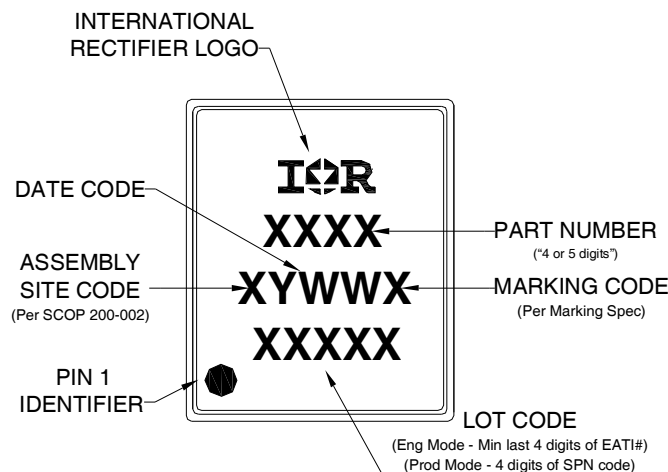 INTERNATIONAL
RECTIFIER LOGO
IOR
DATE CODE
XXXX
PART NUMBER
(“4 or 5 digits”)
ASSEMBLY
SITE CODE
(Per SCOP 200-002)
XYWWX
MARKING CODE
(Per Marking Spec)
XXXXX
PIN 1
IDENTIFIER
LOT CODE
(Eng Mode - Min last 4 digits of EATI#)
(Prod Mode - 4 digits of SPN code)